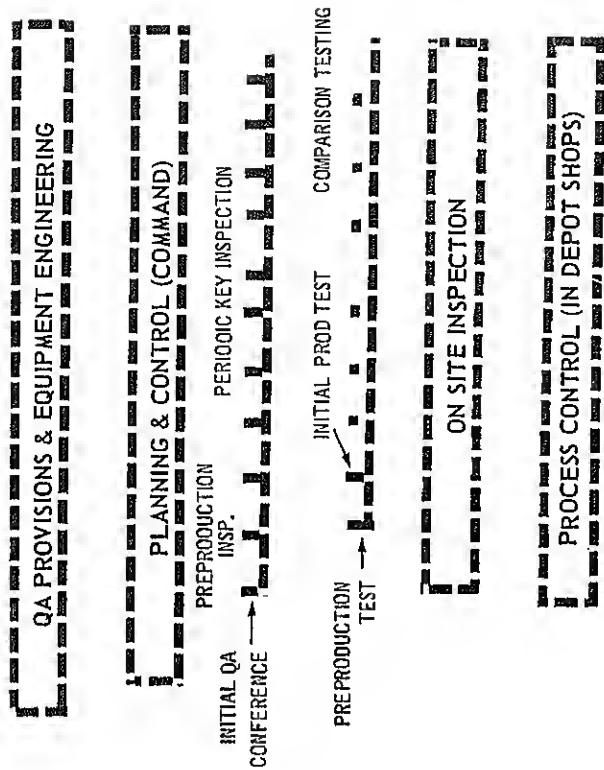 QA PROVISIONS & EQUIPMENT ENGINEERING
PLANNING & CONTROL (COMMAND)
PREPRODUCTION
INSP.
PERIODIC KEY INSPECTION
INITIAL QA
CONFERENCE
INITIAL PROD TEST
COMPARISON TESTING
PREPRODUCTION
TEST
ON SITE INSPECTION
PROCESS CONTROL (IN DEPOT SHOPS)